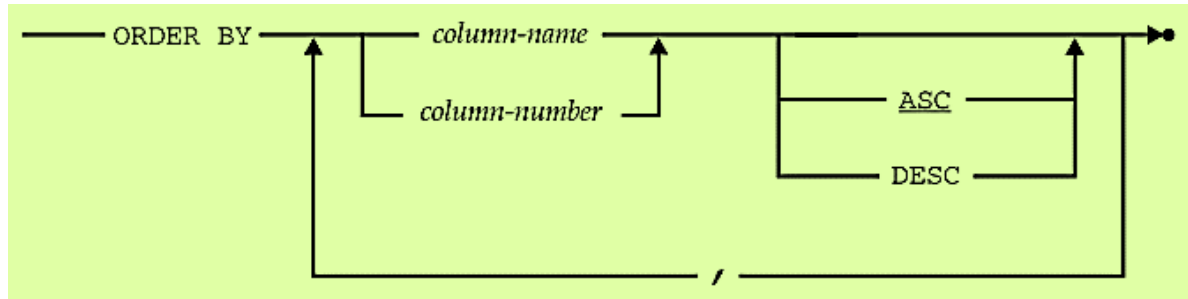 ORDER BY column-name
column-number
ASC
DESC
,